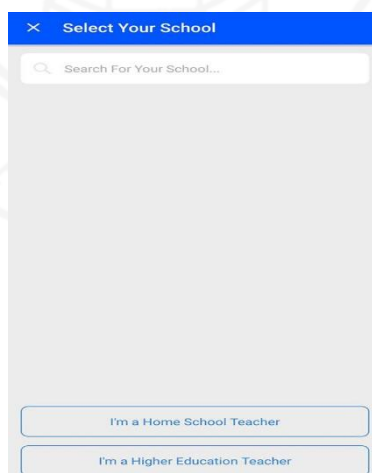 Select Your School
Search For Your School...
I'm a Home School Teacher
I'm a Higher Education Teacher